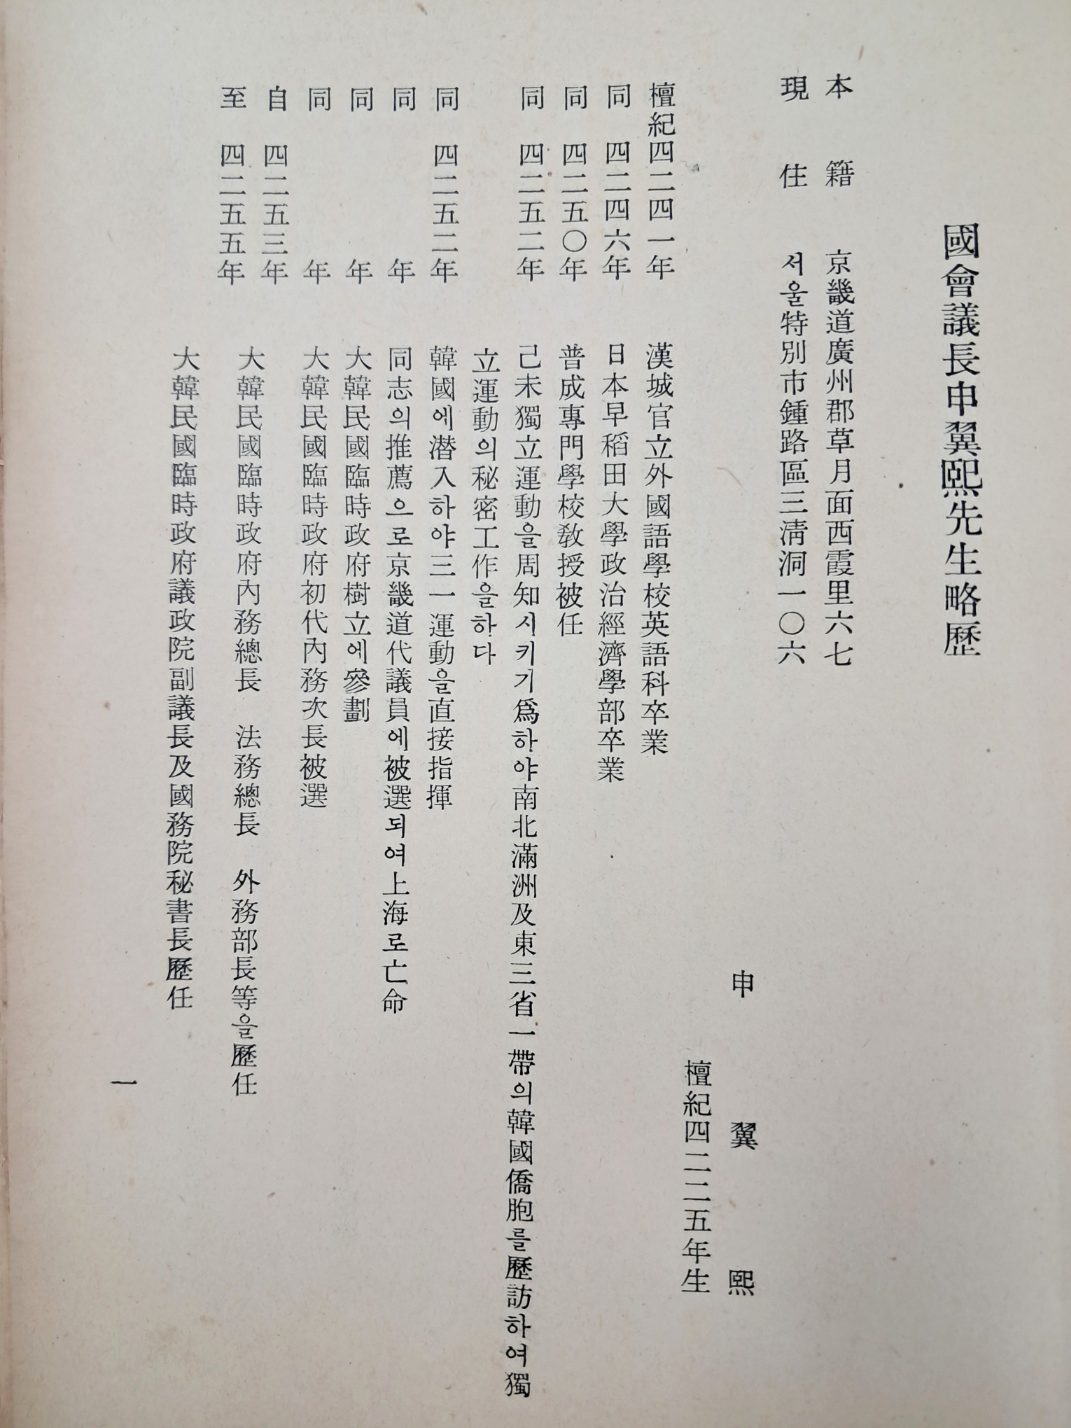 國會議長申翼熙先生略歷
本籍 京畿道廣州郡草月面西霞里六七
現住 서울特別市鍾路區三淸洞一〇六
申翼熙
檀紀四二二五年生
檀紀四二四一年 漢城官立外國語學校英語科卒業
同 四二四六年 日本早稻田大學政治經濟學部卒業
同 四二五〇年 普成專門學校敎授被任
同 四二五二年 己未獨立運動을周知시키기爲하야南北滿洲及東三省一帶의韓國僑胞를歷訪하여獨
立運動의秘密工作을하다
同 四二五二年 韓國에潜入하야三一運動을直接指揮
同 年 同志의推薦으로京畿道代議員에被選되여上海로亡命
同 年 大韓民國臨時政府樹立에參劃
同 年 大韓民國臨時政府初代內務次長被選
自 四二五三年
至 四二五五年 大韓民國臨時政府內務總長 法務總長 外務部長等을歷任
大韓民國臨時政府議政院副議長及國務院秘書長歷任
一